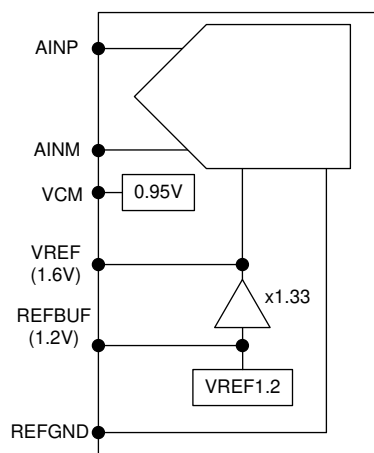 AINP
AINM
VCM
0.95V
VREF
(1.6V)
x1.33
REFBUF
(1.2V)
VREF1.2
REFGND